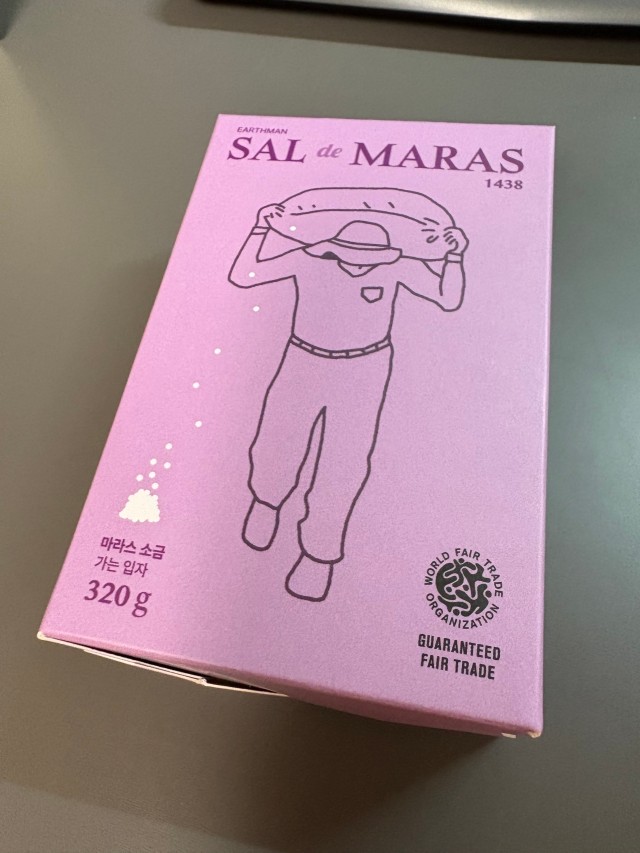 EARTHMAN
SAL de MARAS
1438
마라스 소금
가는 입자
320 g
WORLD FAIR TRADE
ORGANIZATION
GUARANTEED
FAIR TRADE